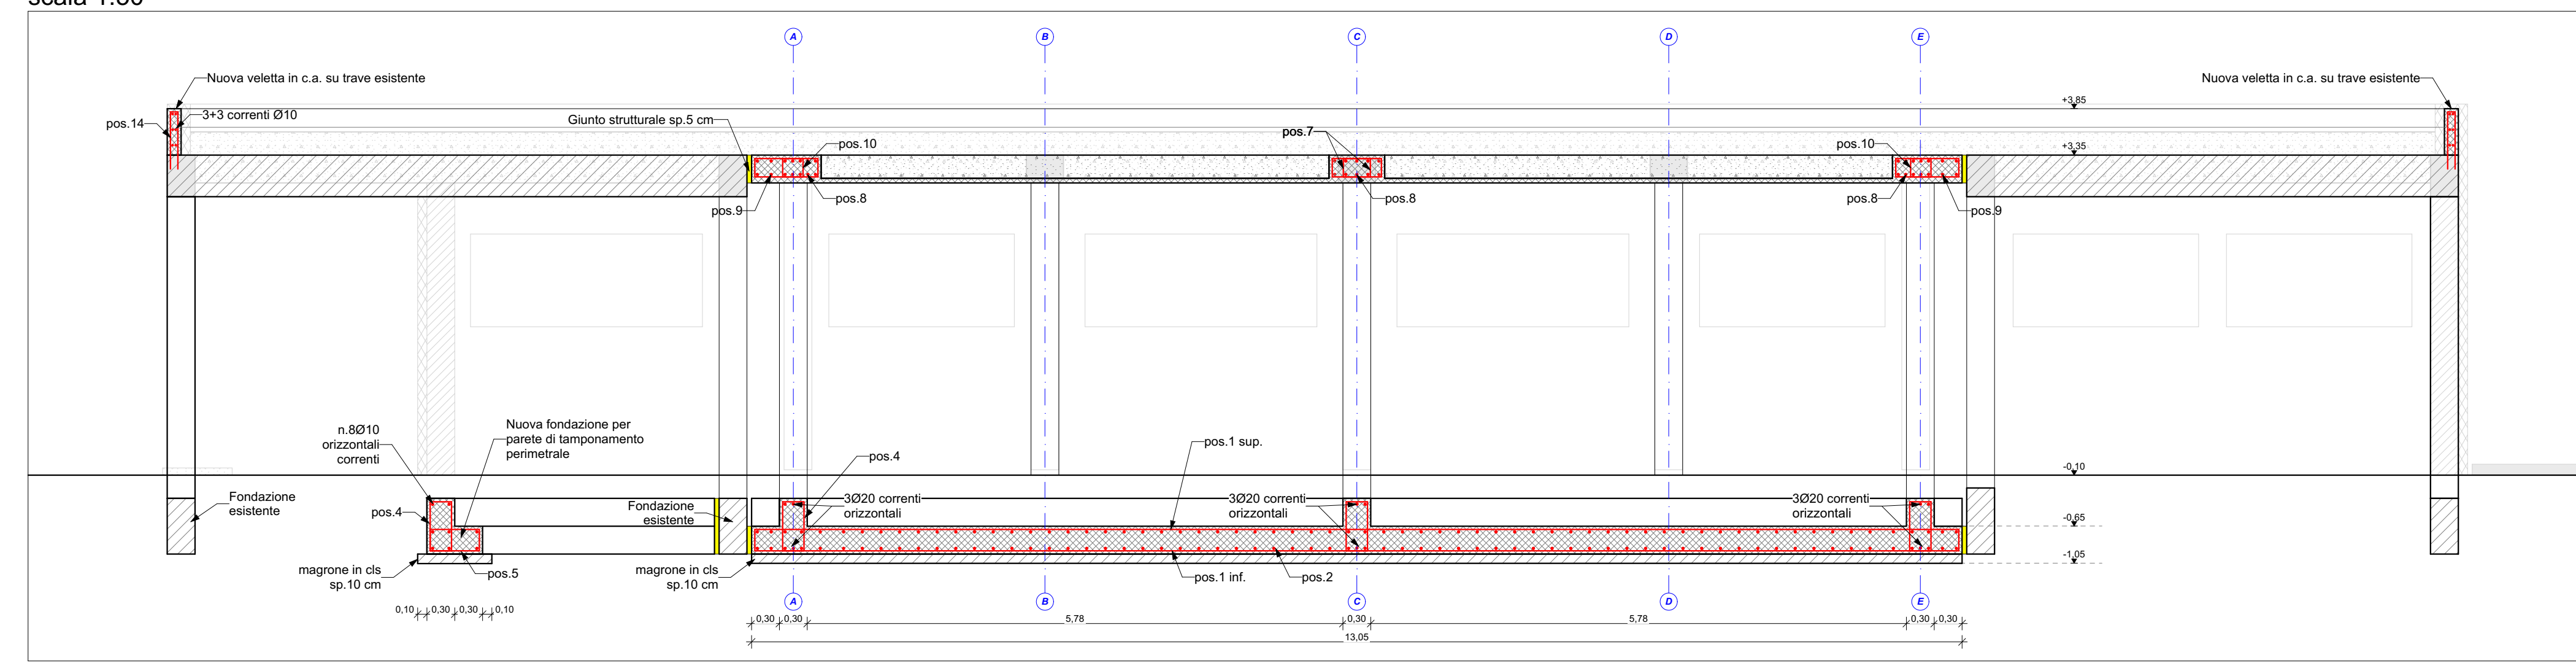 A
B
C
D
E
Nuova veletta in c.a. su trave esistente
Nuova veletta in c.a. su trave esistente
+3,85
3+3 correnti Ø10
pos.14
Giunto strutturale sp.5 cm
pos.7
pos.10
pos.10
+3,35
pos.9
pos.8
pos.8
pos.8
pos.9
n.8Ø10
orizzontali
correnti
Nuova fondazione per
parete di tamponamento
perimetrale
pos.1 sup.
pos.4
-0,10
Fondazione
esistente
pos.4
Fondazione
esistente
3Ø20 correnti
orizzontali
3Ø20 correnti
orizzontali
3Ø20 correnti
orizzontali
-0,65
-1,05
magrone in cls
sp.10 cm
pos.5
magrone in cls
sp.10 cm
pos.1 inf.
pos.2
A
B
C
D
E
0,10 0,30 0,30 0,10
0,30 0,30 5,78 0,30 5,78 0,30 0,30
13,05